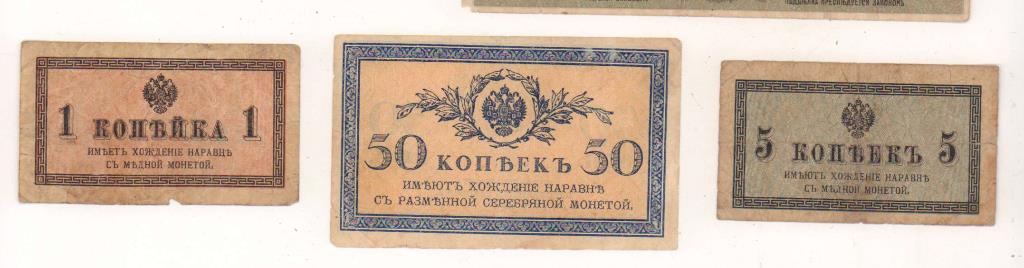 ПОДДѢЛКА ПРЕСЛѢДУЕТСЯ ЗАКОНОМЪ.
1 КОПѢЙКА 1
ИМѢЕТЪ ХОЖДЕНІЕ НАРАВНѢ
СЪ МѢДНОЙ МОНЕТОЙ.
50 КОПѢЕКЪ 50
ИМѢЮТЪ ХОЖДЕНІЕ НАРАВНѢ
СЪ РАЗМѢННОЙ СЕРЕБРЯНОЙ МОНЕТОЙ.
5 КОПѢЕКЪ 5
ИМѢЮТЪ ХОЖДЕНІЕ НАРАВНѢ
СЪ МѢДНОЙ МОНЕТОЙ.